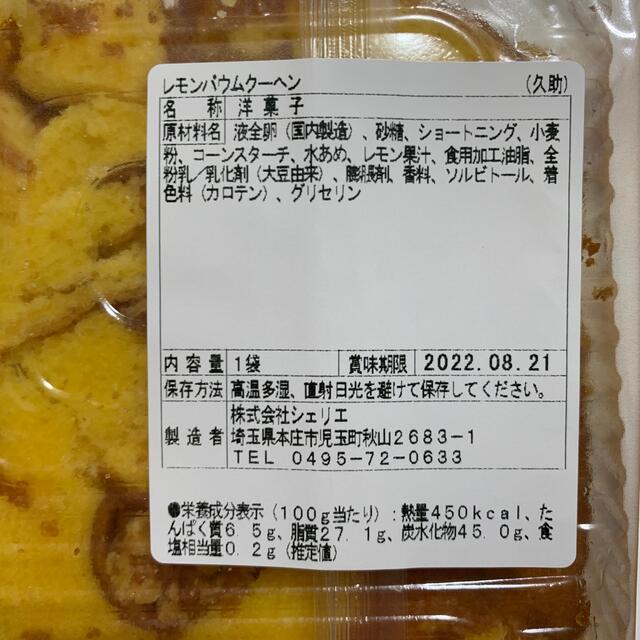 レモンバウムクーヘン (久助)
名称 洋菓子
原材料名 液全卵(国内製造)、砂糖、ショートニング、小麦
粉、コーンスターチ、水あめ、レモン果汁、食用加工油脂、全
粉乳/乳化剤(大豆由来)、膨脹剤、香料、ソルビトール、着
色料(カロテン)、グリセリン
内容量 1袋 賞味期限 2022.08.21
保存方法 高温多湿、直射日光を避けて保存してください。
株式会社シェリエ
製造者 埼玉県本庄市児玉町秋山2683-1
TEL 0495-72-0633
●栄養成分表示(100g当たり):熱量450kcal、た
んぱく質6.5g、脂質27.1g、炭水化物45.0g、食
塩相当量0.2g(推定値)